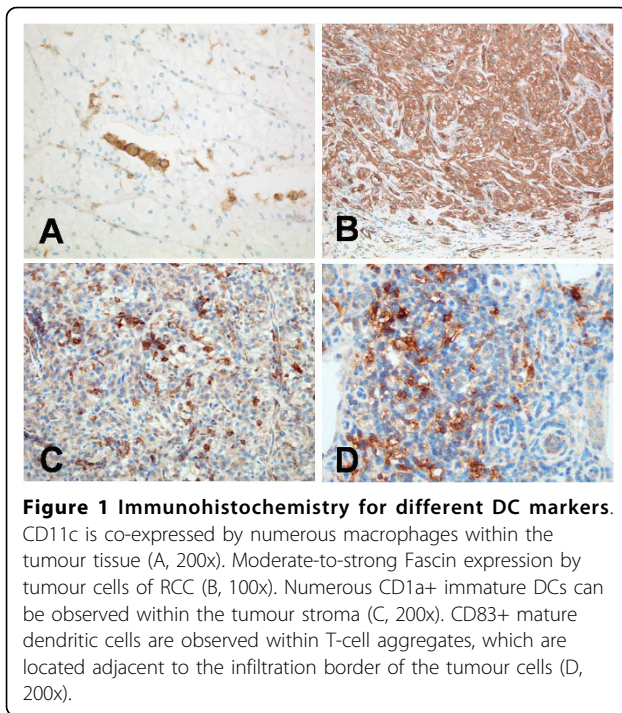 A
B
C
D
Figure 1 Immunohistochemistry for different DC markers.
CD11c is co-expressed by numerous macrophages within the
tumour tissue (A, 200x). Moderate-to-strong Fascin expression by
tumour cells of RCC (B, 100x). Numerous CD1a+ immature DCs can
be observed within the tumour stroma (C, 200x). CD83+ mature
dendritic cells are observed within T-cell aggregates, which are
located adjacent to the infiltration border of the tumour cells (D,
200x).